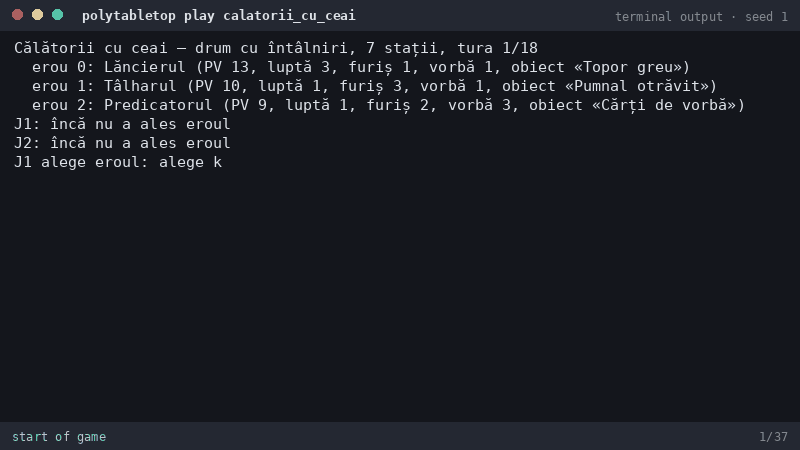 polytabletop play calatorii_cu_ceai
terminal output · seed 1
Călătorii cu ceai — drum cu întâlniri, 7 stații, tura 1/18
erou 0: Lăncierul (PV 13, luptă 3, furiș 1, vorbă 1, obiect «Topor greu»)
erou 1: Tâlharul (PV 10, luptă 1, furiș 3, vorbă 1, obiect «Pumnal otrăvit»)
erou 2: Predicatorul (PV 9, luptă 1, furiș 2, vorbă 3, obiect «Cărți de vorbă»)
J1: încă nu a ales eroul
J2: încă nu a ales eroul
J1 alege eroul: alege k
start of game
1/37